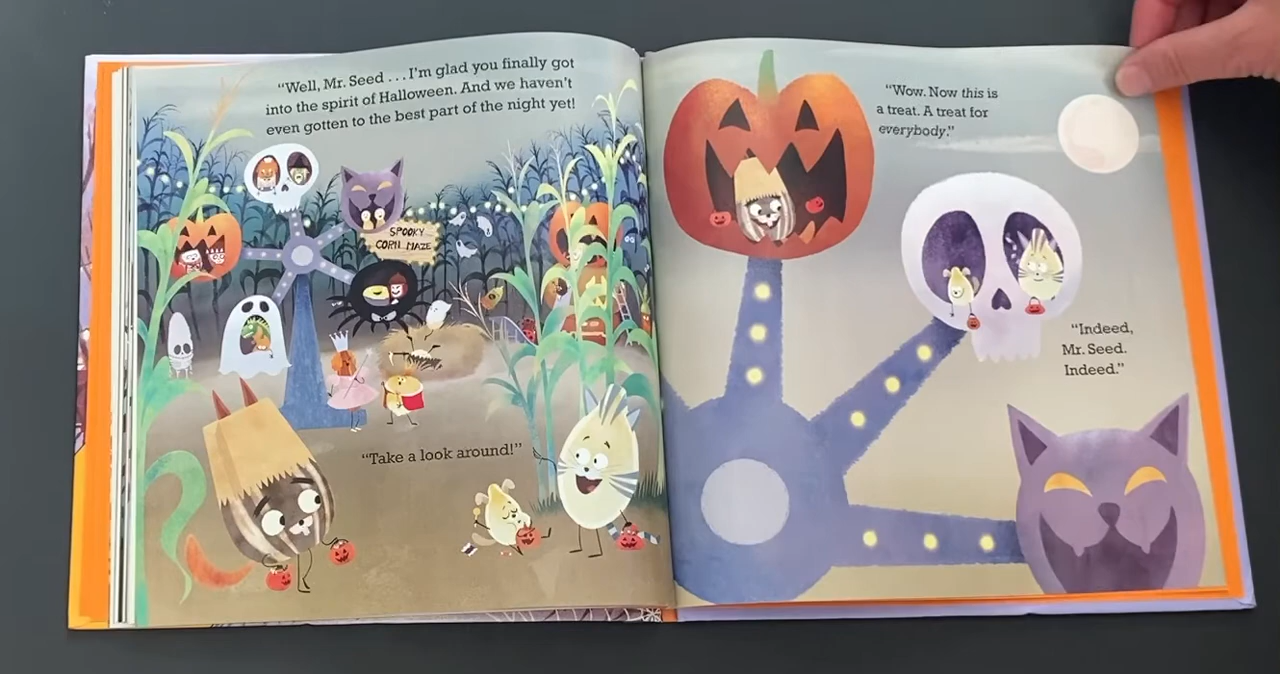 “Well, Mr. Seed . . . I’m glad you finally got
into the spirit of Halloween. And we haven’t
even gotten to the best part of the night yet!
SPOOKY
CORN MAZE
“Take a look around!”
“Wow. Now this is
a treat. A treat for
everybody.”
“Indeed,
Mr. Seed.
Indeed.”